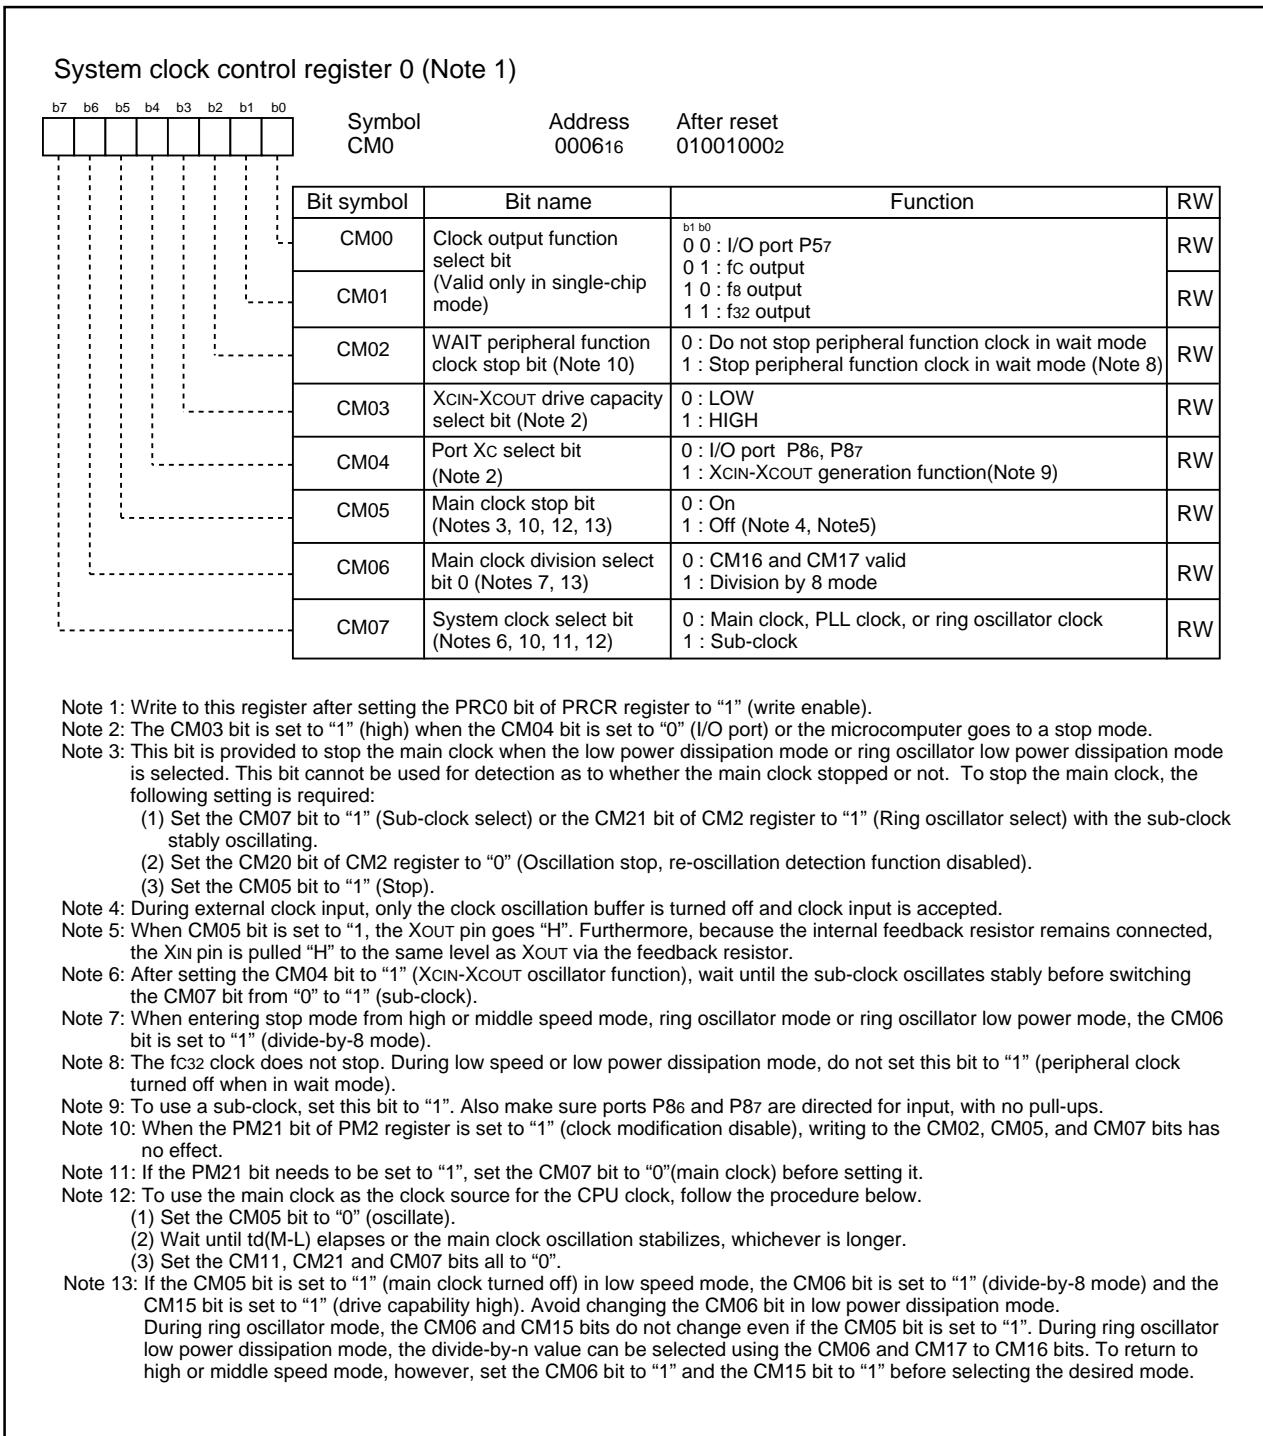 System clock control register 0 (Note 1)
b7 b6 b5 b4 b3 b2 b1 b0
Symbol Address After reset
CM0 000616 010010002
Bit symbol Bit name Function RW
CM00 Clock output function select bit (Valid only in single-chip mode) b1 b0 RW
0 0 : I/O port P57
0 1 : fC output
CM01 1 0 : f8 output RW
1 1 : f32 output
CM02 WAIT peripheral function clock stop bit (Note 10) 0 : Do not stop peripheral function clock in wait mode RW
1 : Stop peripheral function clock in wait mode (Note 8)
CM03 XCIN-XCOUT drive capacity select bit (Note 2) 0 : LOW RW
1 : HIGH
CM04 Port XC select bit (Note 2) 0 : I/O port P86, P87 RW
1 : XCIN-XCOUT generation function(Note 9)
CM05 Main clock stop bit (Notes 3, 10, 12, 13) 0 : On RW
1 : Off (Note 4, Note5)
CM06 Main clock division select bit 0 (Notes 7, 13) 0 : CM16 and CM17 valid RW
1 : Division by 8 mode
CM07 System clock select bit (Notes 6, 10, 11, 12) 0 : Main clock, PLL clock, or ring oscillator clock RW
1 : Sub-clock
Note 1: Write to this register after setting the PRC0 bit of PRCR register to “1” (write enable).
Note 2: The CM03 bit is set to “1” (high) when the CM04 bit is set to “0” (I/O port) or the microcomputer goes to a stop mode.
Note 3: This bit is provided to stop the main clock when the low power dissipation mode or ring oscillator low power dissipation mode
is selected. This bit cannot be used for detection as to whether the main clock stopped or not. To stop the main clock, the
following setting is required:
(1) Set the CM07 bit to “1” (Sub-clock select) or the CM21 bit of CM2 register to “1” (Ring oscillator select) with the sub-clock
stably oscillating.
(2) Set the CM20 bit of CM2 register to “0” (Oscillation stop, re-oscillation detection function disabled).
(3) Set the CM05 bit to “1” (Stop).
Note 4: During external clock input, only the clock oscillation buffer is turned off and clock input is accepted.
Note 5: When CM05 bit is set to “1, the XOUT pin goes “H”. Furthermore, because the internal feedback resistor remains connected,
the XIN pin is pulled “H” to the same level as XOUT via the feedback resistor.
Note 6: After setting the CM04 bit to “1” (XCIN-XCOUT oscillator function), wait until the sub-clock oscillates stably before switching
the CM07 bit from “0” to “1” (sub-clock).
Note 7: When entering stop mode from high or middle speed mode, ring oscillator mode or ring oscillator low power mode, the CM06
bit is set to “1” (divide-by-8 mode).
Note 8: The fC32 clock does not stop. During low speed or low power dissipation mode, do not set this bit to “1” (peripheral clock
turned off when in wait mode).
Note 9: To use a sub-clock, set this bit to “1”. Also make sure ports P86 and P87 are directed for input, with no pull-ups.
Note 10: When the PM21 bit of PM2 register is set to “1” (clock modification disable), writing to the CM02, CM05, and CM07 bits has
no effect.
Note 11: If the PM21 bit needs to be set to “1”, set the CM07 bit to “0”(main clock) before setting it.
Note 12: To use the main clock as the clock source for the CPU clock, follow the procedure below.
(1) Set the CM05 bit to “0” (oscillate).
(2) Wait until td(M-L) elapses or the main clock oscillation stabilizes, whichever is longer.
(3) Set the CM11, CM21 and CM07 bits all to “0”.
Note 13: If the CM05 bit is set to “1” (main clock turned off) in low speed mode, the CM06 bit is set to “1” (divide-by-8 mode) and the
CM15 bit is set to “1” (drive capability high). Avoid changing the CM06 bit in low power dissipation mode.
During ring oscillator mode, the CM06 and CM15 bits do not change even if the CM05 bit is set to “1”. During ring oscillator
low power dissipation mode, the divide-by-n value can be selected using the CM06 and CM17 to CM16 bits. To return to
high or middle speed mode, however, set the CM06 bit to “1” and the CM15 bit to “1” before selecting the desired mode.